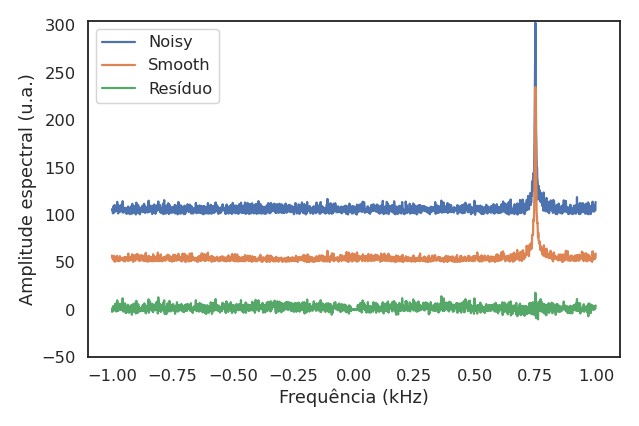 Noisy
Smooth
Resíduo
Amplitude espectral (u.a.)
300
250
200
150
100
50
0
−50
−1.00 −0.75 −0.50 −0.25 0.00 0.25 0.50 0.75 1.00
Frequência (kHz)